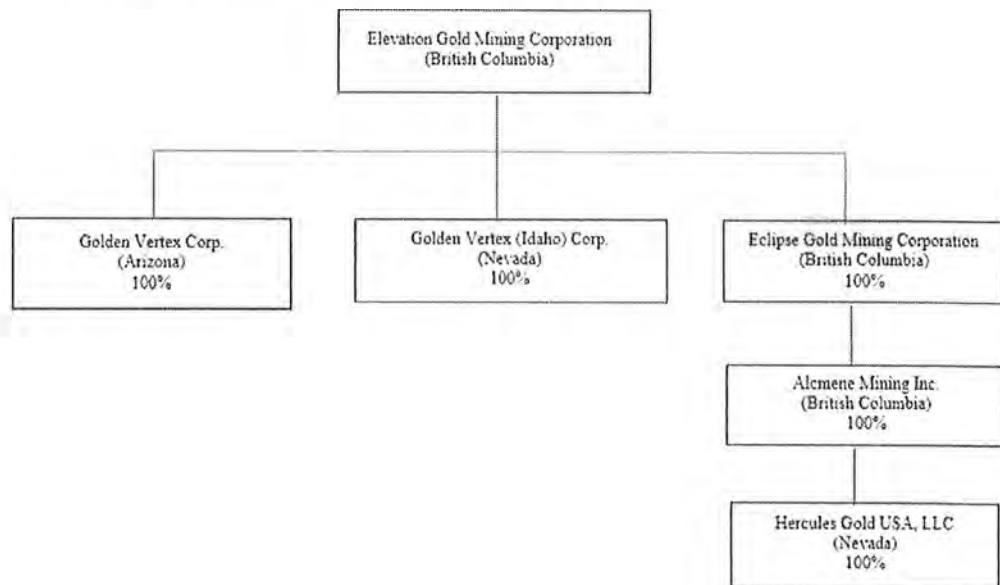 Elevation Gold Mining Corporation
(British Columbia)
Golden Vertex Corp.
(Arizona)
100%
Golden Vertex (Idaho) Corp.
(Nevada)
100%
Eclipse Gold Mining Corporation
(British Columbia)
100%
Alcmene Mining Inc.
(British Columbia)
100%
Hercules Gold USA, LLC
(Nevada)
100%